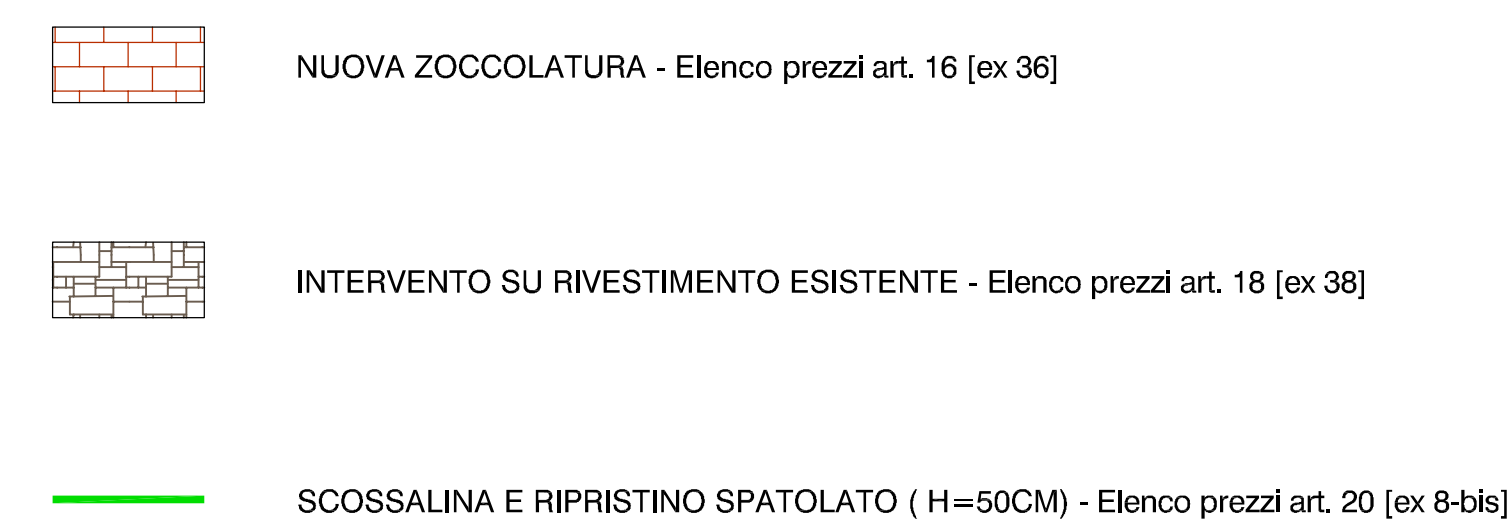 NUOVA ZOCCOLATURA - Elenco prezzi art. 16 [ex 36]
INTERVENTO SU RIVESTIMENTO ESISTENTE - Elenco prezzi art. 18 [ex 38]
SCOSSALINA E RIPRISTINO SPATOLATO ( H=50CM) - Elenco prezzi art. 20 [ex 8-bis]